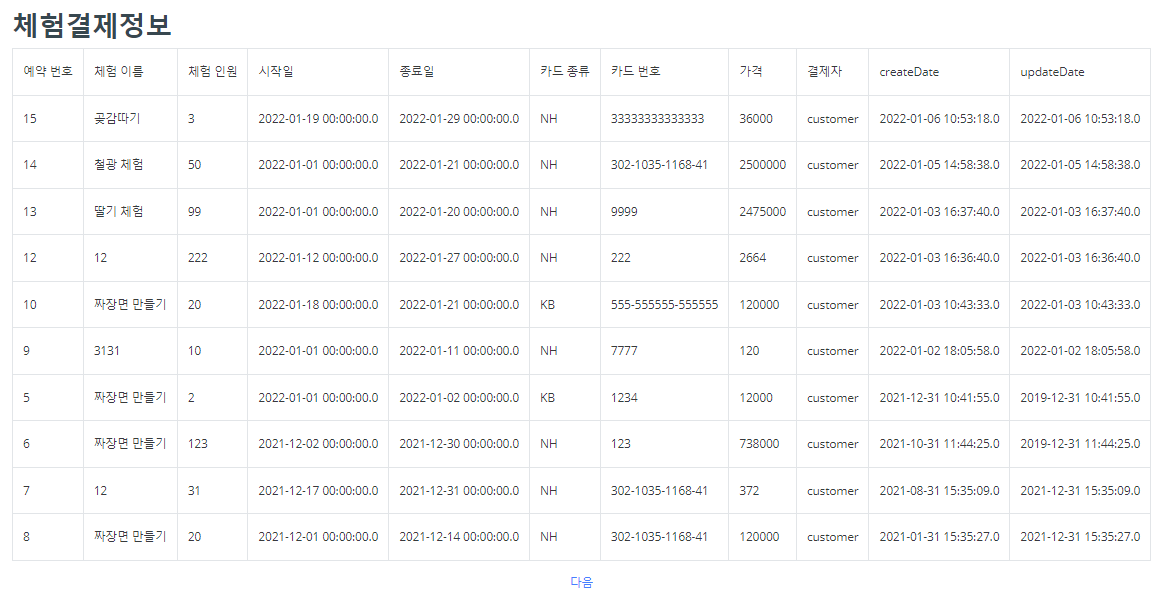 체험결제정보
예약 번호 체험 이름 체험 인원 시작일 종료일 카드 종류 카드 번호 가격 결제자 createDate updateDate
15 곶감따기 3 2022-01-19 00:00:00.0 2022-01-29 00:00:00.0 NH 33333333333333 36000 customer 2022-01-06 10:53:18.0 2022-01-06 10:53:18.0
14 철광 체험 50 2022-01-01 00:00:00.0 2022-01-21 00:00:00.0 NH 302-1035-1168-41 2500000 customer 2022-01-05 14:58:38.0 2022-01-05 14:58:38.0
13 딸기 체험 99 2022-01-01 00:00:00.0 2022-01-20 00:00:00.0 NH 9999 2475000 customer 2022-01-03 16:37:40.0 2022-01-03 16:37:40.0
12 12 222 2022-01-12 00:00:00.0 2022-01-27 00:00:00.0 NH 222 2664 customer 2022-01-03 16:36:40.0 2022-01-03 16:36:40.0
10 짜장면 만들기 20 2022-01-18 00:00:00.0 2022-01-21 00:00:00.0 KB 555-555555-555555 120000 customer 2022-01-03 10:43:33.0 2022-01-03 10:43:33.0
9 3131 10 2022-01-01 00:00:00.0 2022-01-11 00:00:00.0 NH 7777 120 customer 2022-01-02 18:05:58.0 2022-01-02 18:05:58.0
5 짜장면 만들기 2 2022-01-01 00:00:00.0 2022-01-02 00:00:00.0 KB 1234 12000 customer 2021-12-31 10:41:55.0 2019-12-31 10:41:55.0
6 짜장면 만들기 123 2021-12-02 00:00:00.0 2021-12-30 00:00:00.0 NH 123 738000 customer 2021-10-31 11:44:25.0 2019-12-31 11:44:25.0
7 12 31 2021-12-17 00:00:00.0 2021-12-31 00:00:00.0 NH 302-1035-1168-41 372 customer 2021-08-31 15:35:09.0 2021-12-31 15:35:09.0
8 짜장면 만들기 20 2021-12-01 00:00:00.0 2021-12-14 00:00:00.0 NH 302-1035-1168-41 120000 customer 2021-01-31 15:35:27.0 2021-12-31 15:35:27.0
다음